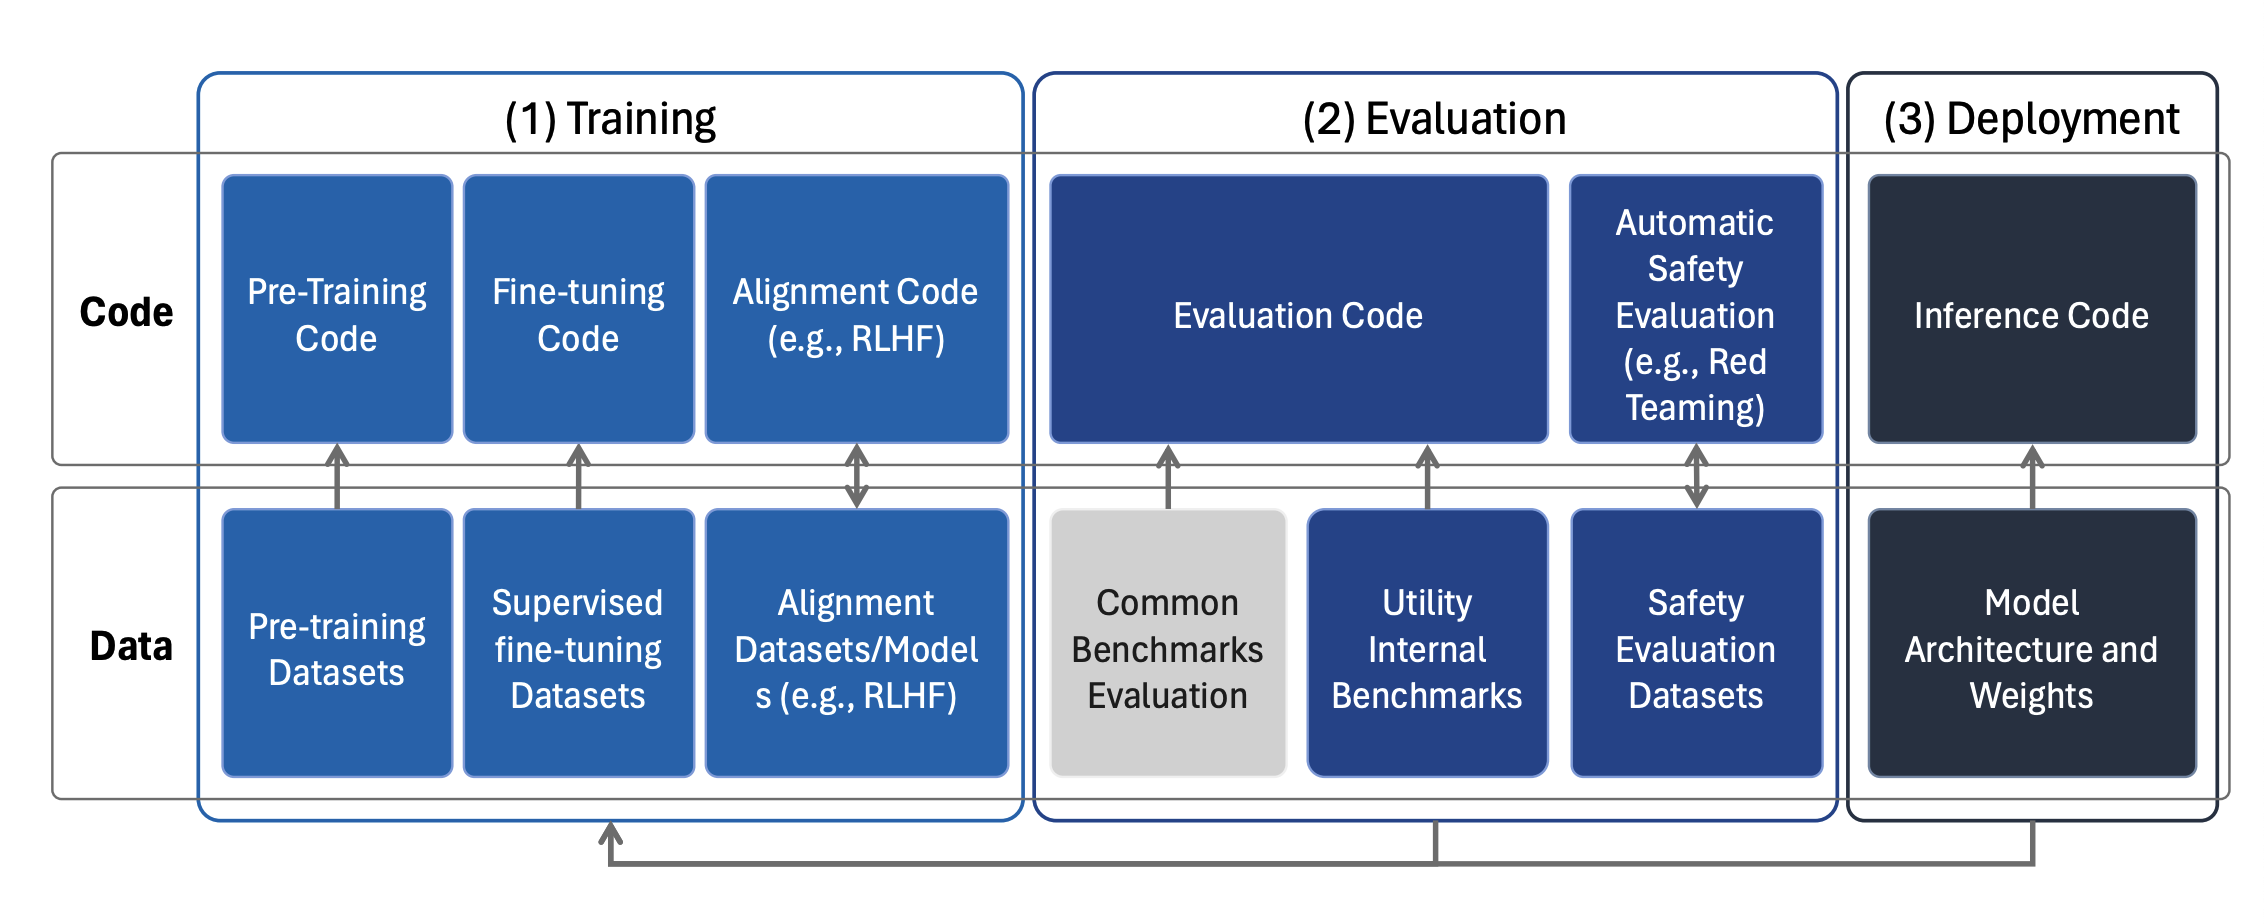 (1) Training
(2) Evaluation
(3) Deployment
Code
Pre-Training
Code
Fine-tuning
Code
Alignment Code
(e.g., RLHF)
Evaluation Code
Automatic
Safety
Evaluation
(e.g., Red
Teaming)
Inference Code
Data
Pre-training
Datasets
Supervised
fine-tuning
Datasets
Alignment
Datasets/Model
s (e.g., RLHF)
Common
Benchmarks
Evaluation
Utility
Internal
Benchmarks
Safety
Evaluation
Datasets
Model
Architecture and
Weights